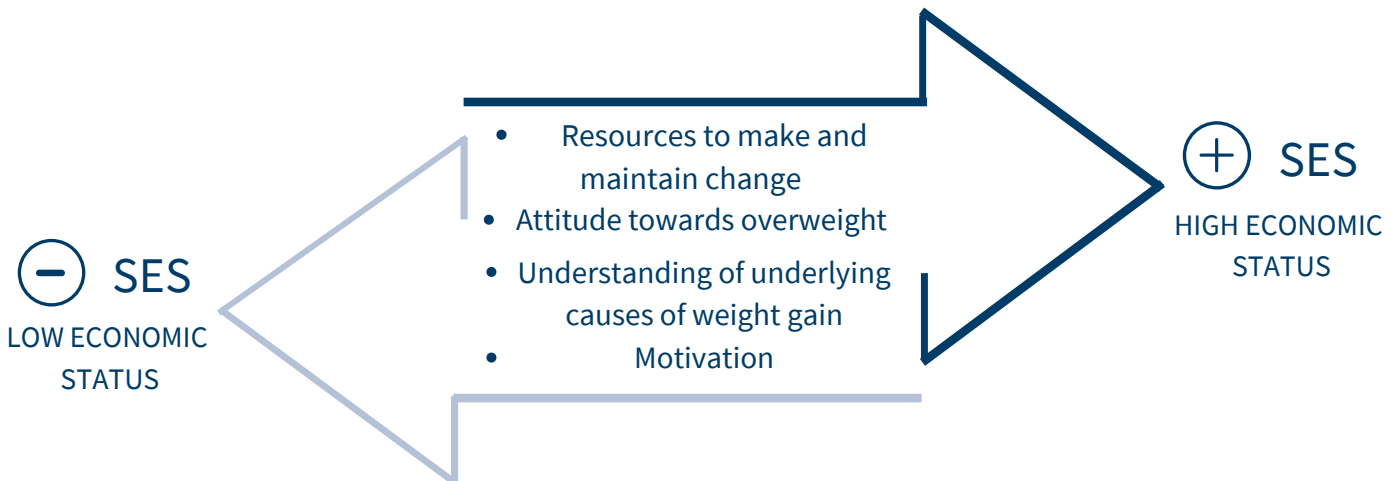 • Resources to make and
maintain change
• Attitude towards overweight
• Understanding of underlying
causes of weight gain
• Motivation
+ SES
HIGH ECONOMIC
STATUS
- SES
LOW ECONOMIC
STATUS